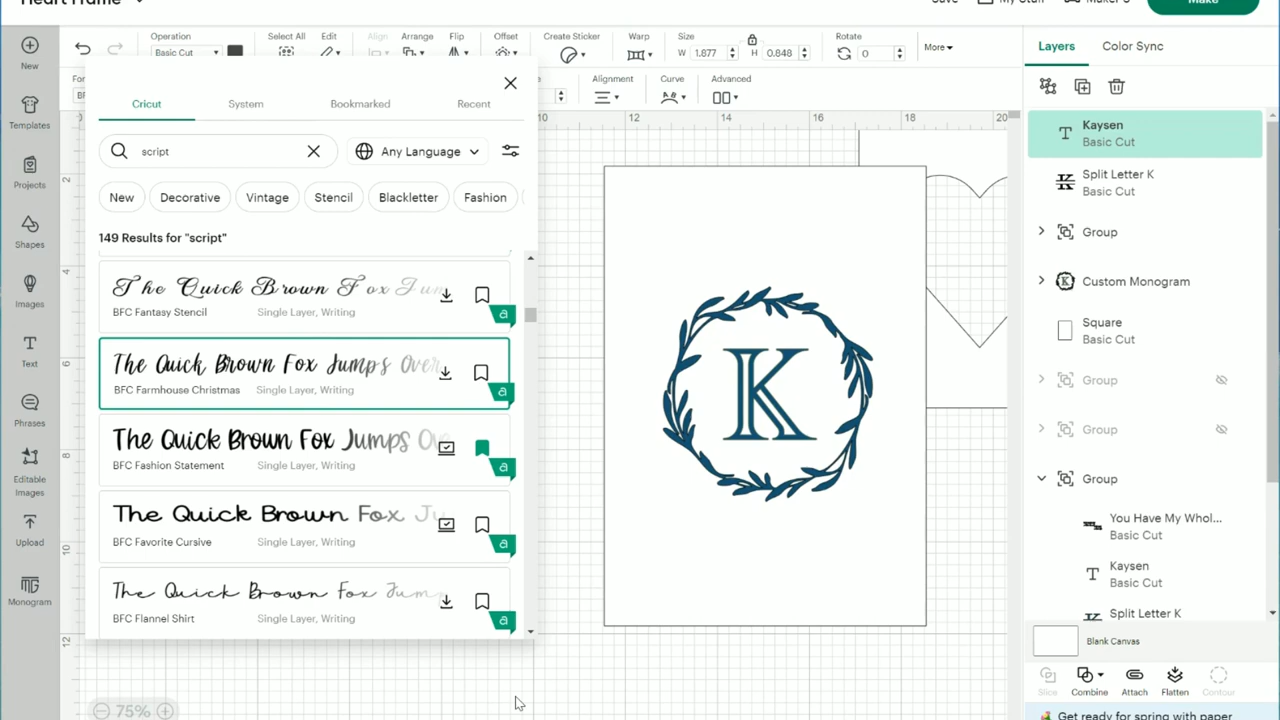 Heart Frame
Save My Stuff Maker 3 Make
New
Templates
Projects
Shapes
Images
Text
Phrases
Editable
Images
Upload
Monogram
Operation
Basic Cut
Select All Edit Align Arrange Flip Offset Create Sticker Warp Size Rotate
W 1.877 H 0.848 0 More
Alignment Curve Advanced
Cricut System Bookmarked Recent
script
Any Language
New Decorative Vintage Stencil Blackletter Fashion
149 Results for "script"
The Quick Brown Fox Jum
BFC Fantasy Stencil Single Layer, Writing
The Quick Brown Fox Jumps Over
BFC Farmhouse Christmas Single Layer, Writing
The Quick Brown Fox Jumps Ov
BFC Fashion Statement Single Layer, Writing
The Quick Brown Fox Ju
BFC Favorite Cursive Single Layer, Writing
The Quick Brown Fox Jum
BFC Flannel Shirt Single Layer, Writing
10 12 14 16 18 20
2
4
6
8
10
12
K
75%
Layers Color Sync
Kaysen
Basic Cut
Split Letter K
Basic Cut
Group
Custom Monogram
Square
Basic Cut
Group
Group
Group
You Have My Whol...
Basic Cut
Kaysen
Basic Cut
Split Letter K
Blank Canvas
Slice Combine Attach Flatten Contour
Get ready for spring with paper